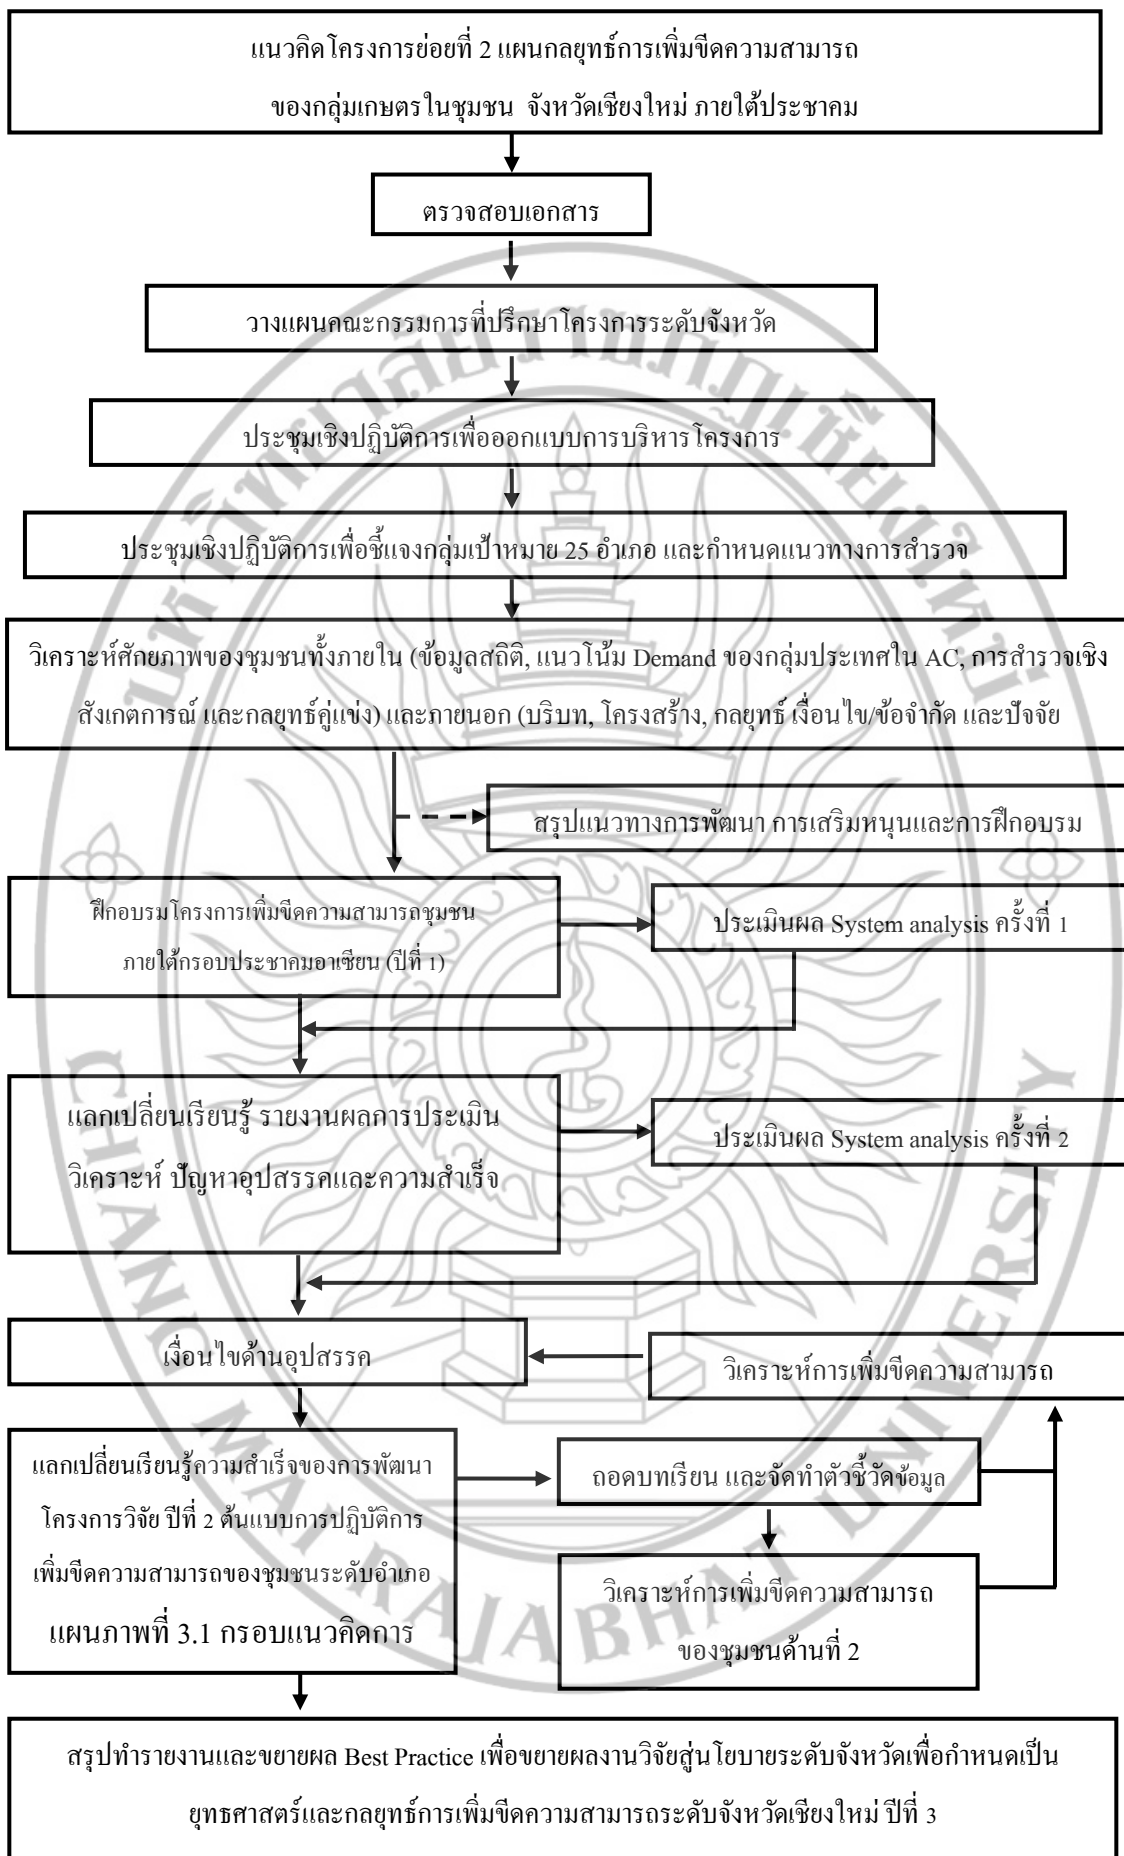 แนวคิดโครงการย่อยที่ 2 แผนกลยุทธ์การเพิ่มขีดความสามารถ
ของกลุ่มเกษตรในชุมชน จังหวัดเชียงใหม่ ภายใต้ประชาคม
ตรวจสอบเอกสาร
วางแผนคณะกรรมการที่ปรึกษาโครงการระดับจังหวัด
ประชุมเชิงปฏิบัติการเพื่อออกแบบการบริหารโครงการ
ประชุมเชิงปฏิบัติการเพื่อชี้แจงกลุ่มเป้าหมาย 25 อำเภอ และกำหนดแนวทางการสำรวจ
วิเคราะห์ศักยภาพของชุมชนทั้งภายใน (ข้อมูลสถิติ, แนวโน้ม Demand ของกลุ่มประเทศใน AC, การสำรวจเชิง
สังเกตการณ์ และกลยุทธ์คู่แข่ง) และภายนอก (บริบท, โครงสร้าง, กลยุทธ์ เงื่อนไข/ข้อจำกัด และปัจจัย
สรุปแนวทางการพัฒนา การเสริมหนุนและการฝึกอบรม
ฝึกอบรมโครงการเพิ่มขีดความสามารถชุมชน
ภายใต้กรอบประชาคมอาเซียน (ปีที่ 1)
ประเมินผล System analysis ครั้งที่ 1
แลกเปลี่ยนเรียนรู้ รายงานผลการประเมิน
วิเคราะห์ ปัญหาอุปสรรคและความสำเร็จ
ประเมินผล System analysis ครั้งที่ 2
เงื่อนไขด้านอุปสรรค
วิเคราะห์การเพิ่มขีดความสามารถ
แลกเปลี่ยนเรียนรู้ความสำเร็จของการพัฒนา
โครงการวิจัย ปีที่ 2 ต้นแบบการปฏิบัติการ
เพิ่มขีดความสามารถของชุมชนระดับอำเภอ
แผนภาพที่ 3.1 กรอบแนวคิดการ
ถอดบทเรียน และจัดทำตัวชี้วัดข้อมูล
วิเคราะห์การเพิ่มขีดความสามารถ
ของชุมชนด้านที่ 2
สรุปทำรายงานและขยายผล Best Practice เพื่อขยายผลงานวิจัยสู่นโยบายระดับจังหวัดเพื่อกำหนดเป็น
ยุทธศาสตร์และกลยุทธ์การเพิ่มขีดความสามารถระดับจังหวัดเชียงใหม่ ปีที่ 3
มหาวิทยาลัยราชภัฏเชียงใหม่
CHIANG MAI RAJABHAT UNIVERSITY